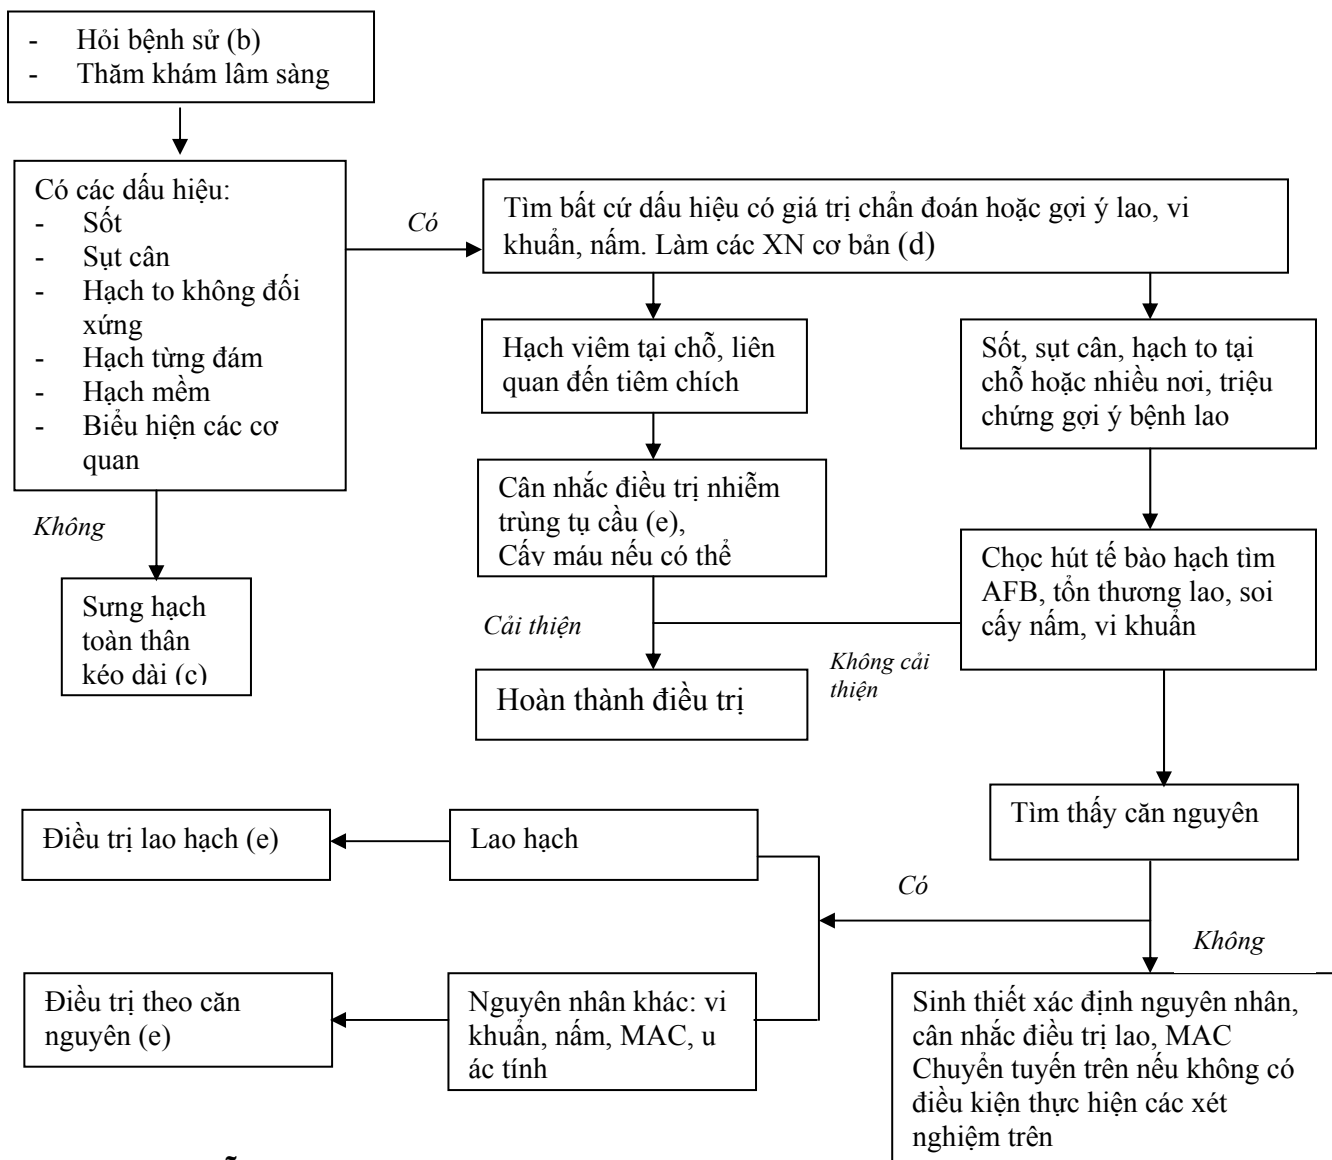 - Hỏi bệnh sử (b)
- Thăm khám lâm sàng
Có các dấu hiệu:
- Sốt
- Sụt cân
- Hạch to không đối
xứng
- Hạch từng đám
- Hạch mềm
- Biểu hiện các cơ
quan
Có
Tìm bất cứ dấu hiệu có giá trị chẩn đoán hoặc gợi ý lao, vi
khuẩn, nấm. Làm các XN cơ bản (d)
Không
Sưng hạch
toàn thân
kéo dài (c)
Hạch viêm tại chỗ, liên
quan đến tiêm chích
Cân nhắc điều trị nhiễm
trùng tụ cầu (e),
Cấy máu nếu có thể
Cải thiện
Hoàn thành điều trị
Sốt, sụt cân, hạch to tại
chỗ hoặc nhiều nơi, triệu
chứng gợi ý bệnh lao
Chọc hút tế bào hạch tìm
AFB, tổn thương lao, soi
cấy nấm, vi khuẩn
Không cải
thiện
Tìm thấy căn nguyên
Có
Lao hạch
Điều trị lao hạch (e)
Nguyên nhân khác: vi
khuẩn, nấm, MAC, u
ác tính
Điều trị theo căn
nguyên (e)
Không
Sinh thiết xác định nguyên nhân,
cân nhắc điều trị lao, MAC
Chuyển tuyến trên nếu không có
điều kiện thực hiện các xét
nghiệm trên